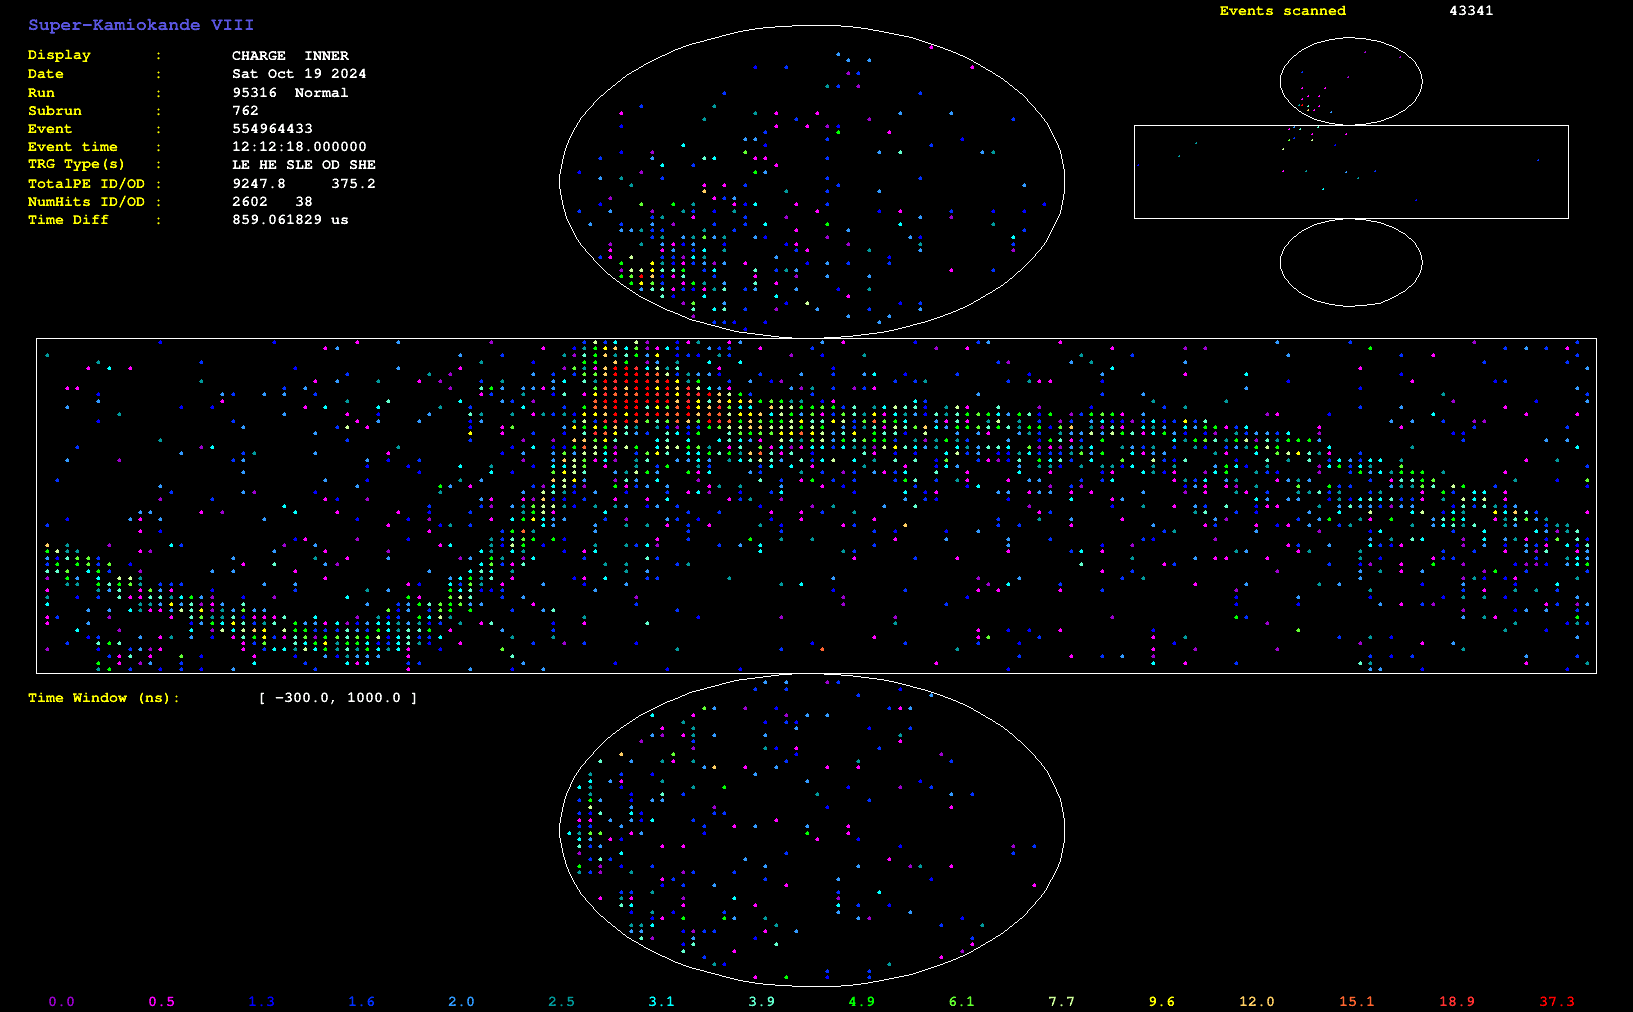 Super-Kamiokande VIII
Events scanned 43341
Display : CHARGE INNER
Date : Sat Oct 19 2024
Run : 95316 Normal
Subrun : 762
Event : 554964433
Event time : 12:12:18.000000
TRG Type(s) : LE HE SLE OD SHE
TotalPE ID/OD : 9247.8 375.2
NumHits ID/OD : 2602 38
Time Diff : 859.061829 us
Time Window (ns): [ −300.0, 1000.0 ]
0.0 0.5 1.3 1.6 2.0 2.5 3.1 3.9 4.9 6.1 7.7 9.6 12.0 15.1 18.9 37.3